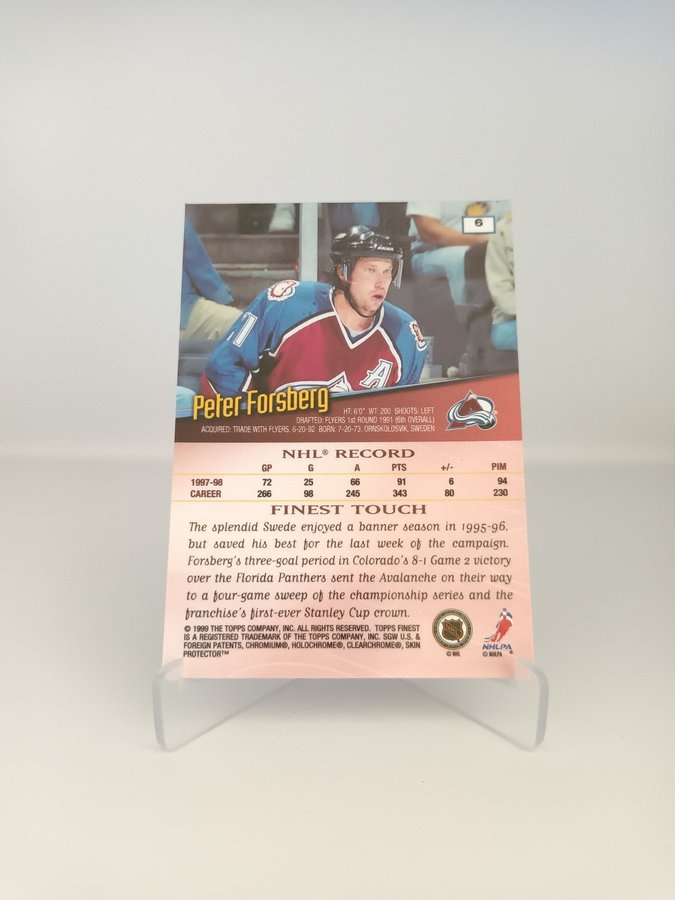 6
21
A
Peter Forsberg
HT: 6'0" WT: 200 SHOOTS: LEFT
DRAFTED: FLYERS 1st ROUND 1991 (6th OVERALL)
ACQUIRED: TRADE WITH FLYERS, 6-20-92 BORN: 7-20-73, ORNSKOLDSVIK, SWEDEN
NHL® RECORD
GP G A PTS +/- PIM
1997-98 72 25 66 91 6 94
CAREER 266 98 245 343 80 230
FINEST TOUCH
The splendid Swede enjoyed a banner season in 1995-96,
but saved his best for the last week of the campaign.
Forsberg's three-goal period in Colorado's 8-1 Game 2 victory
over the Florida Panthers sent the Avalanche on their way
to a four-game sweep of the championship series and the
franchise's first-ever Stanley Cup crown.
© 1999 THE TOPPS COMPANY, INC. ALL RIGHTS RESERVED. TOPPS FINEST
IS A REGISTERED TRADEMARK OF THE TOPPS COMPANY, INC. SGW U.S. &
FOREIGN PATENTS, CHROMIUM®, HOLOCHROME®, CLEARCHROME®, SKIN
PROTECTOR™
© NHL
NHLPA
© NHLPA